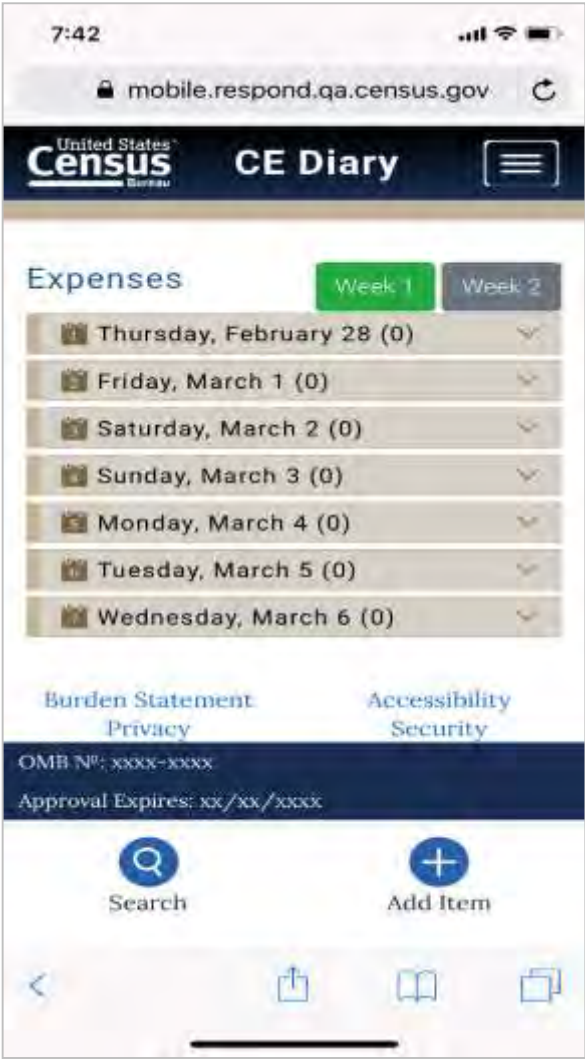 7:42
mobile.respond.qa.census.gov
United States
Census
Bureau
CE Diary
Expenses
Week 1
Week 2
Thursday, February 28 (0)
Friday, March 1 (0)
Saturday, March 2 (0)
Sunday, March 3 (0)
Monday, March 4 (0)
Tuesday, March 5 (0)
Wednesday, March 6 (0)
Burden Statement
Accessibility
Privacy
Security
OMB Nº: xxxx-xxxx
Approval Expires: xx/xx/xxxx
Search
Add Item